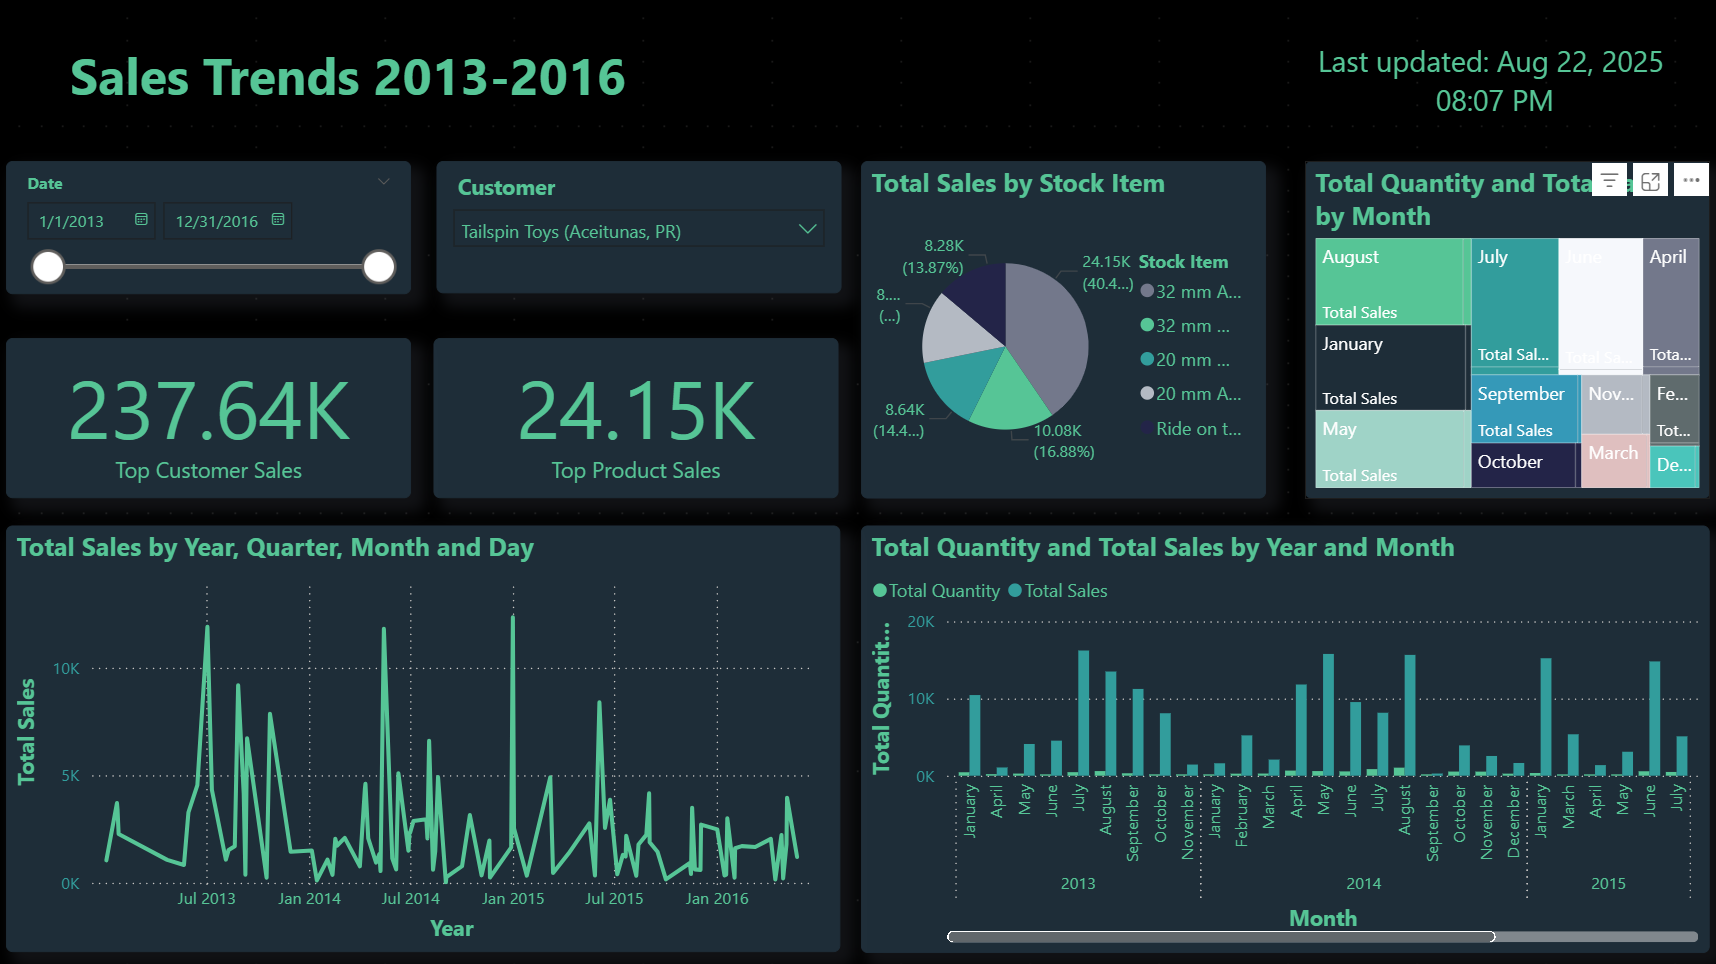 Sales Trends 2013-2016
Last updated: Aug 22, 2025
08:07 PM
Date
1/1/2013
12/31/2016
Customer
Tailspin Toys (Aceitunas, PR)
237.64K
Top Customer Sales
24.15K
Top Product Sales
Total Sales by Stock Item
8.28K
(13.87%)
8....
(...)
8.64K
(14.4...)
24.15K
(40.4...)
10.08K
(16.88%)
Stock Item
32 mm A...
32 mm ...
20 mm ...
20 mm A...
Ride on t...
Total Quantity and Tota
by Month
August
Total Sales
January
Total Sales
May
Total Sales
July
Total Sal...
June
Total Sa...
April
Tota...
September
Total Sales
October
Nov...
March
Fe...
Tot...
De...
Total Sales by Year, Quarter, Month and Day
Total Sales
10K
5K
0K
Jul 2013
Jan 2014
Jul 2014
Jan 2015
Jul 2015
Jan 2016
Year
Total Quantity and Total Sales by Year and Month
Total Quantity
Total Sales
Total Quantit...
20K
10K
0K
January
April
May
June
July
August
September
October
November
January
February
March
April
May
June
July
August
September
October
November
December
January
March
April
May
June
July
2013
2014
2015
Month